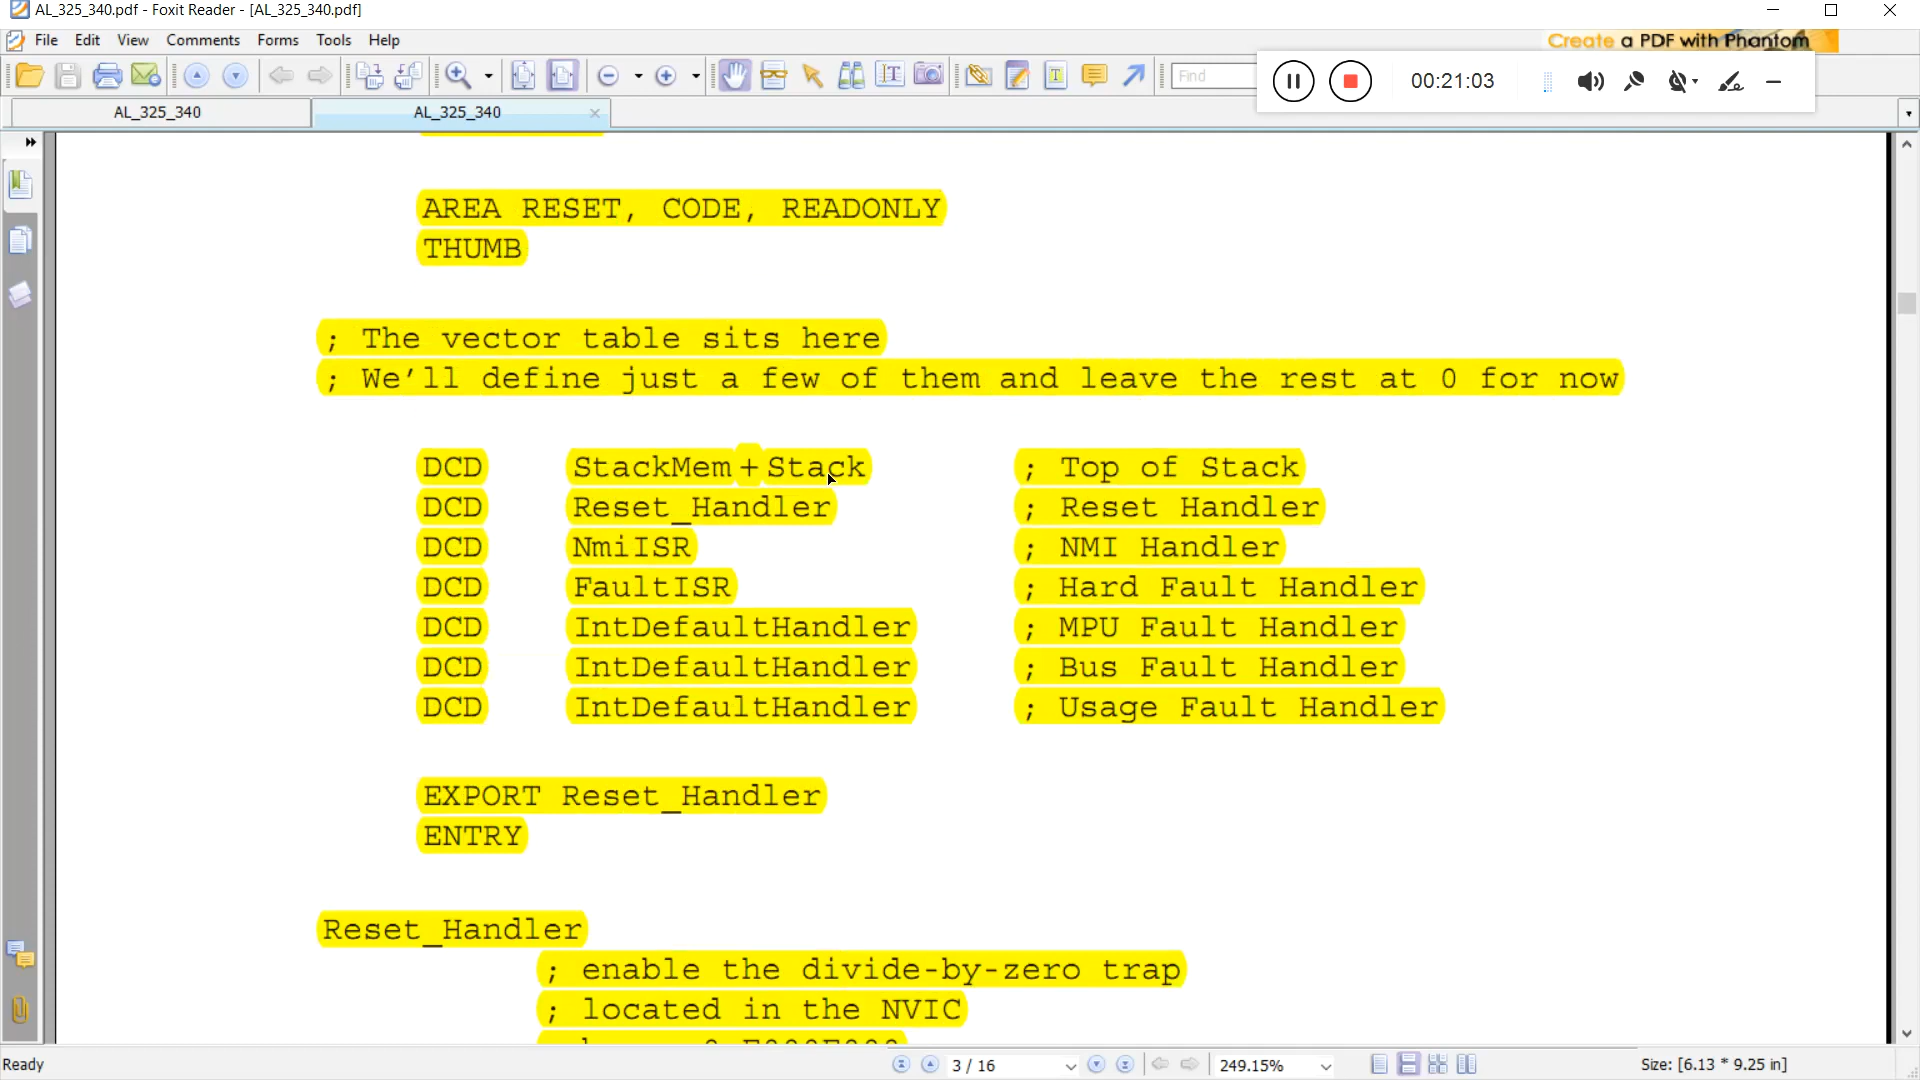 AL_325_340.pdf - Foxit Reader - [AL_325_340.pdf]
File Edit View Comments Forms Tools Help
Create a PDF with Phantom
Find
00:21:03
AL_325_340 AL_325_340
AREA RESET, CODE, READONLY
THUMB
; The vector table sits here
; We’ll define just a few of them and leave the rest at 0 for now
DCD StackMem + Stack ; Top of Stack
DCD Reset_Handler ; Reset Handler
DCD NmiISR ; NMI Handler
DCD FaultISR ; Hard Fault Handler
DCD IntDefaultHandler ; MPU Fault Handler
DCD IntDefaultHandler ; Bus Fault Handler
DCD IntDefaultHandler ; Usage Fault Handler
EXPORT Reset_Handler
ENTRY
Reset_Handler
; enable the divide-by-zero trap
; located in the NVIC
Ready 3 / 16 249.15% Size: [6.13 * 9.25 in]